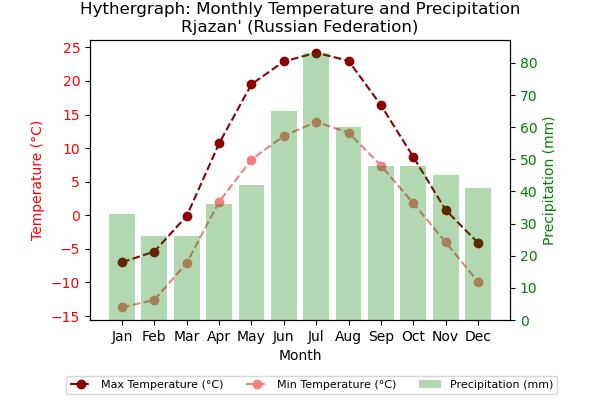 Hythergraph: Monthly Temperature and Precipitation
Rjazan' (Russian Federation)
Temperature (°C)
25
20
15
10
5
0
−5
−10
−15
80
70
60
50
40
30
20
10
0
Precipitation (mm)
Jan Feb Mar Apr May Jun Jul Aug Sep Oct Nov Dec
Month
Max Temperature (°C) Min Temperature (°C) Precipitation (mm)